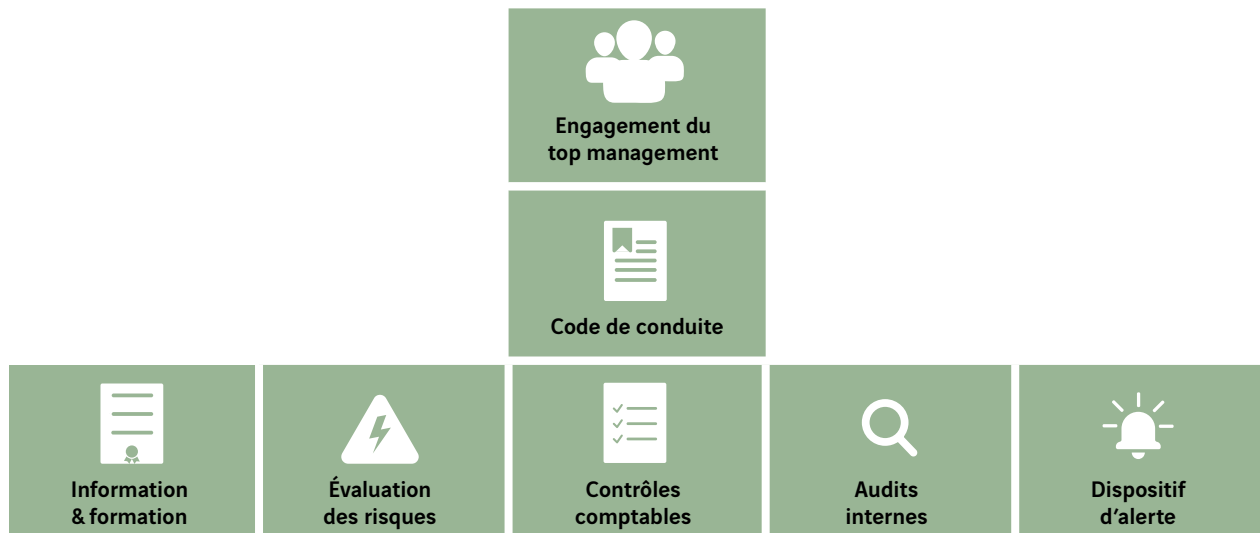 Engagement du
top management
Code de conduite
Information
& formation
Évaluation
des risques
Contrôles
comptables
Audits
internes
Dispositif
d’alerte